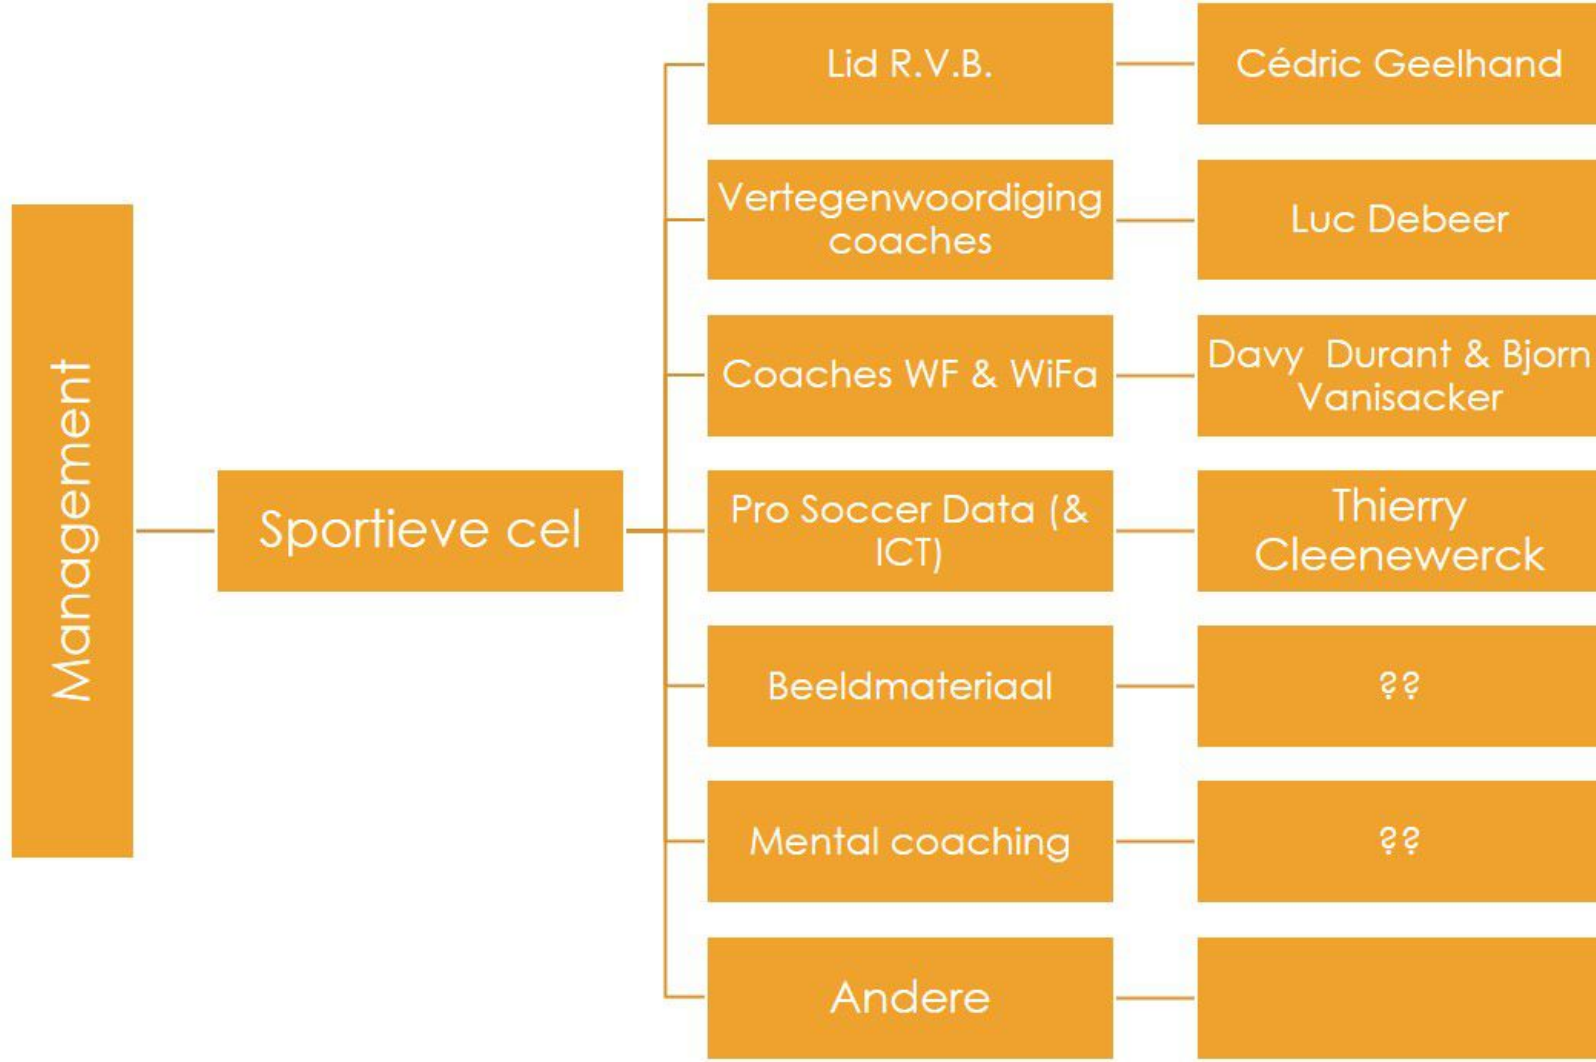 Management
Sportieve cel
Lid R.V.B.
Cédric Geelhand
Vertegenwoordiging
coaches
Luc Debeer
Coaches WF & WiFa
Davy  Durant & Bjorn
Vanisacker
Pro Soccer Data (&
ICT)
Thierry
Cleenewerck
Beeldmateriaal
??
Mental coaching
??
Andere